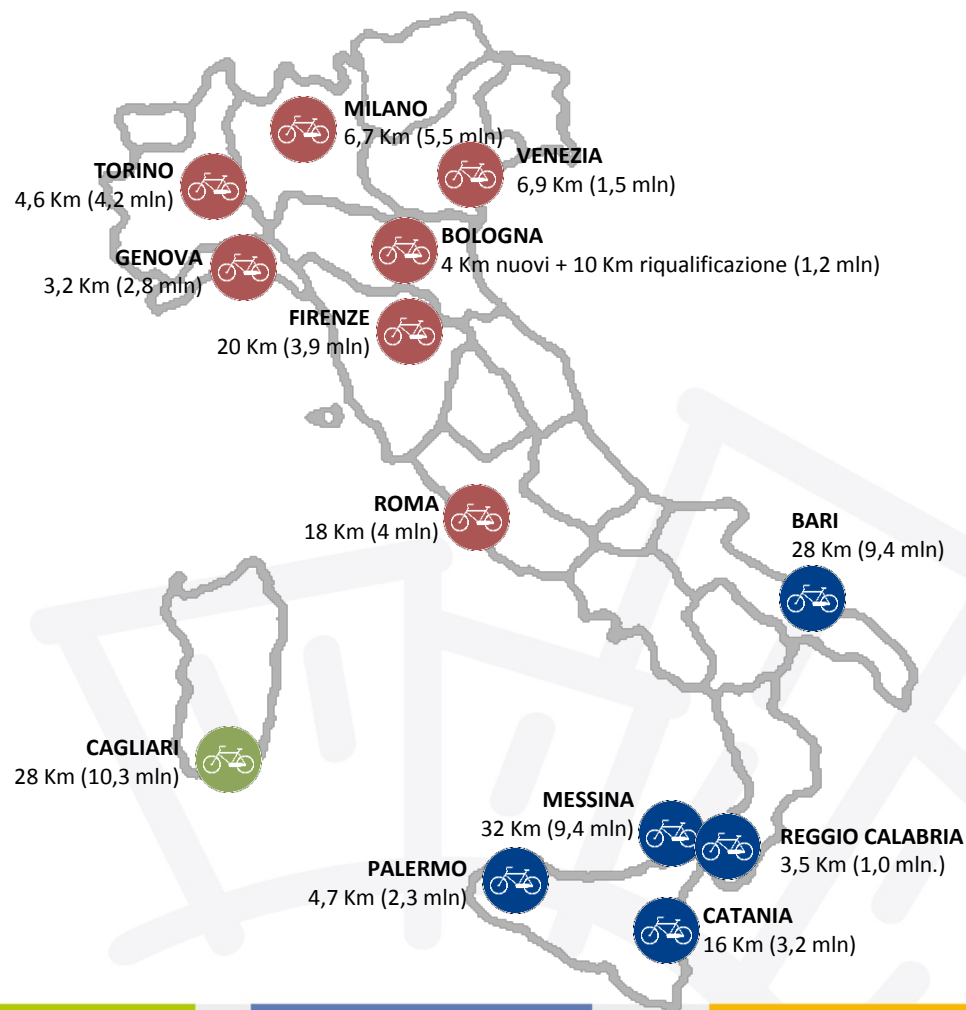 MILANO
6,7 Km (5,5 mln)
VENEZIA
6,9 Km (1,5 mln)
TORINO
4,6 Km (4,2 mln)
BOLOGNA
4 Km nuovi + 10 Km riqualificazione (1,2 mln)
GENOVA
3,2 Km (2,8 mln)
FIRENZE
20 Km (3,9 mln)
ROMA
18 Km (4 mln)
BARI
28 Km (9,4 mln)
CAGLIARI
28 Km (10,3 mln)
MESSINA
32 Km (9,4 mln)
REGGIO CALABRIA
3,5 Km (1,0 mln.)
PALERMO
4,7 Km (2,3 mln)
CATANIA
16 Km (3,2 mln)